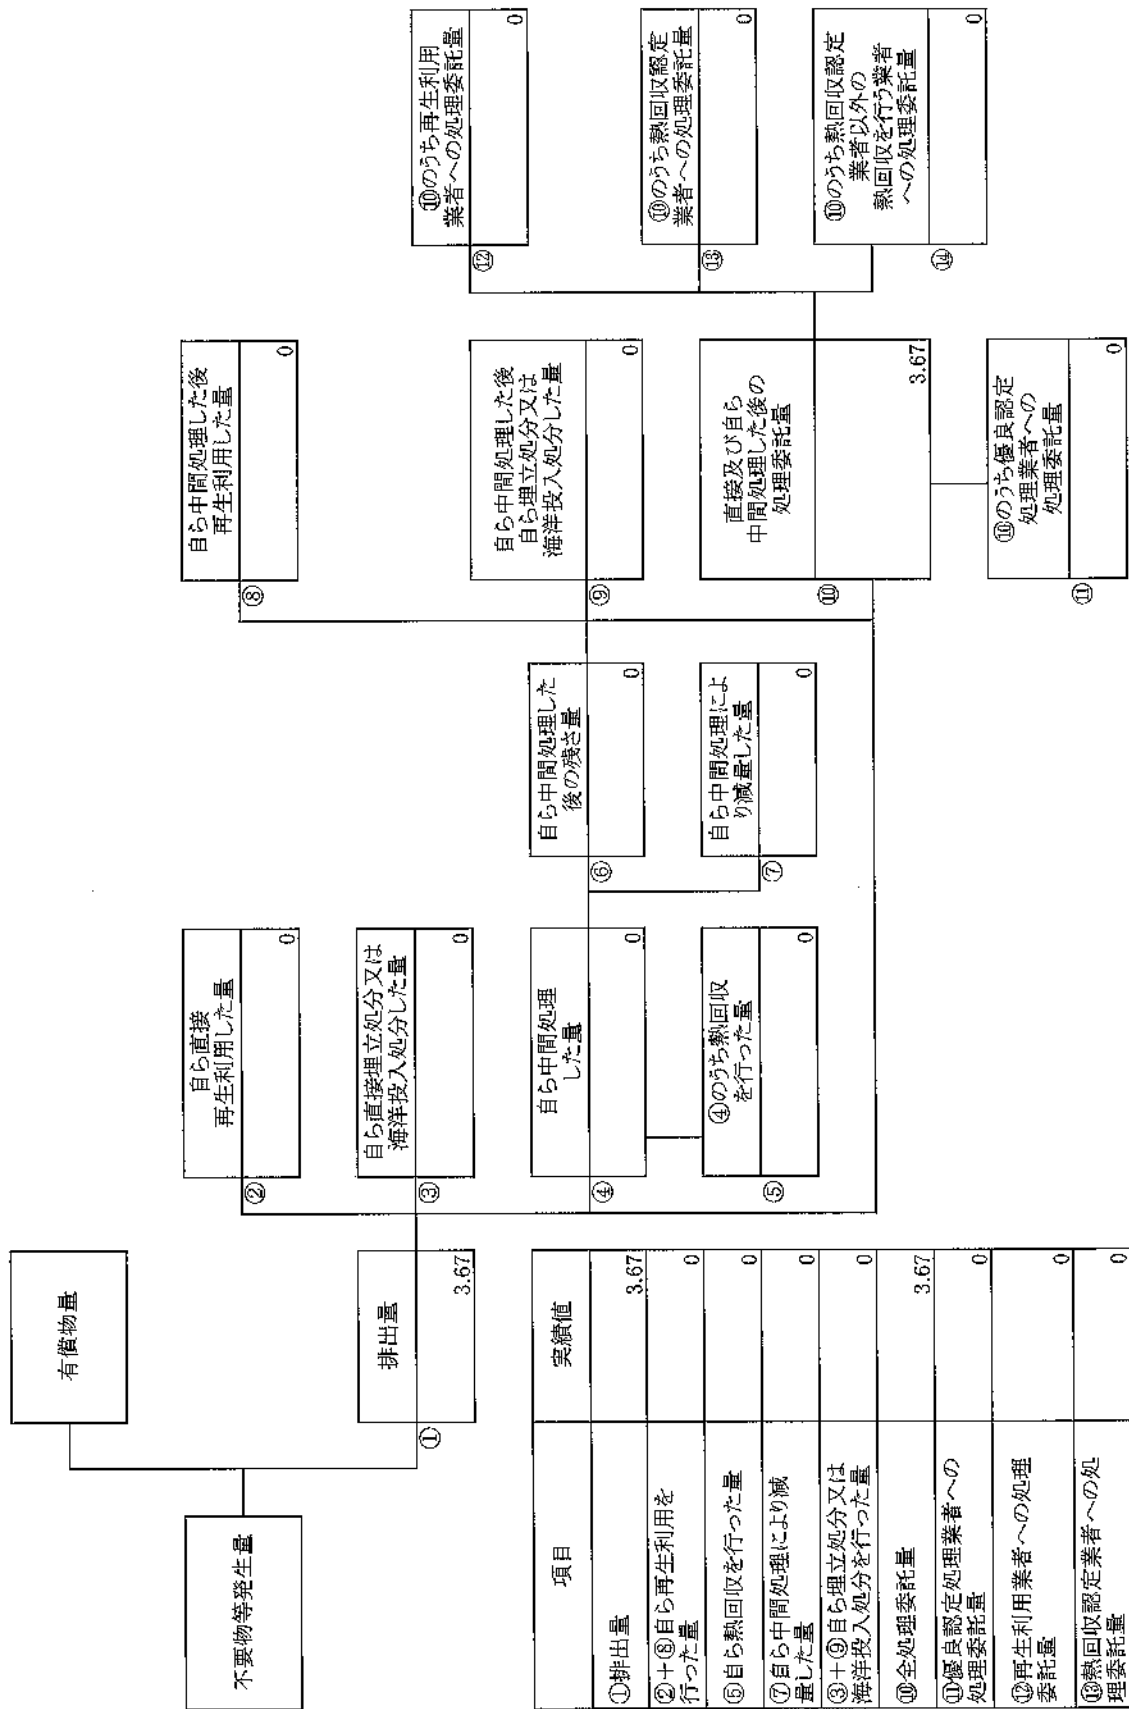 不要物等発生量
有償物量
①
排出量
3.67
②
自ら直接
再生利用した量
0
③
自ら直接埋立処分又は
海洋投入処分した量
0
④
自ら中間処理
した量
0
⑤
④のうち熱回収
を行った量
0
⑥
自ら中間処理した
後の残さ量
0
⑦
自ら中間処理によ
り減量した量
0
⑧
自ら中間処理した後
再生利用した量
0
⑨
自ら中間処理した後
自ら埋立処分又は
海洋投入処分した量
0
⑩
直接及び自ら
中間処理した後の
処理委託量
3.67
⑪
⑩のうち優良認定
処理業者への
処理委託量
0
⑫
⑩のうち再生利用
業者への処理委託量
0
⑬
⑩のうち熱回収認定
業者への処理委託量
0
⑭
⑩のうち熱回収認定
業者以外の
熱回収を行う業者
への処理委託量
0
項目 実績値
①排出量 3.67
②+⑧自ら再生利用を
行った量 0
⑤自ら熱回収を行った量 0
⑦自ら中間処理により減
量した量 0
③+⑨自ら埋立処分又は
海洋投入処分を行った量 0
⑩全処理委託量 3.67
⑪優良認定処理業者への
処理委託量 0
⑫再生利用業者への処理
委託量 0
⑬熱回収認定業者への処
理委託量 0